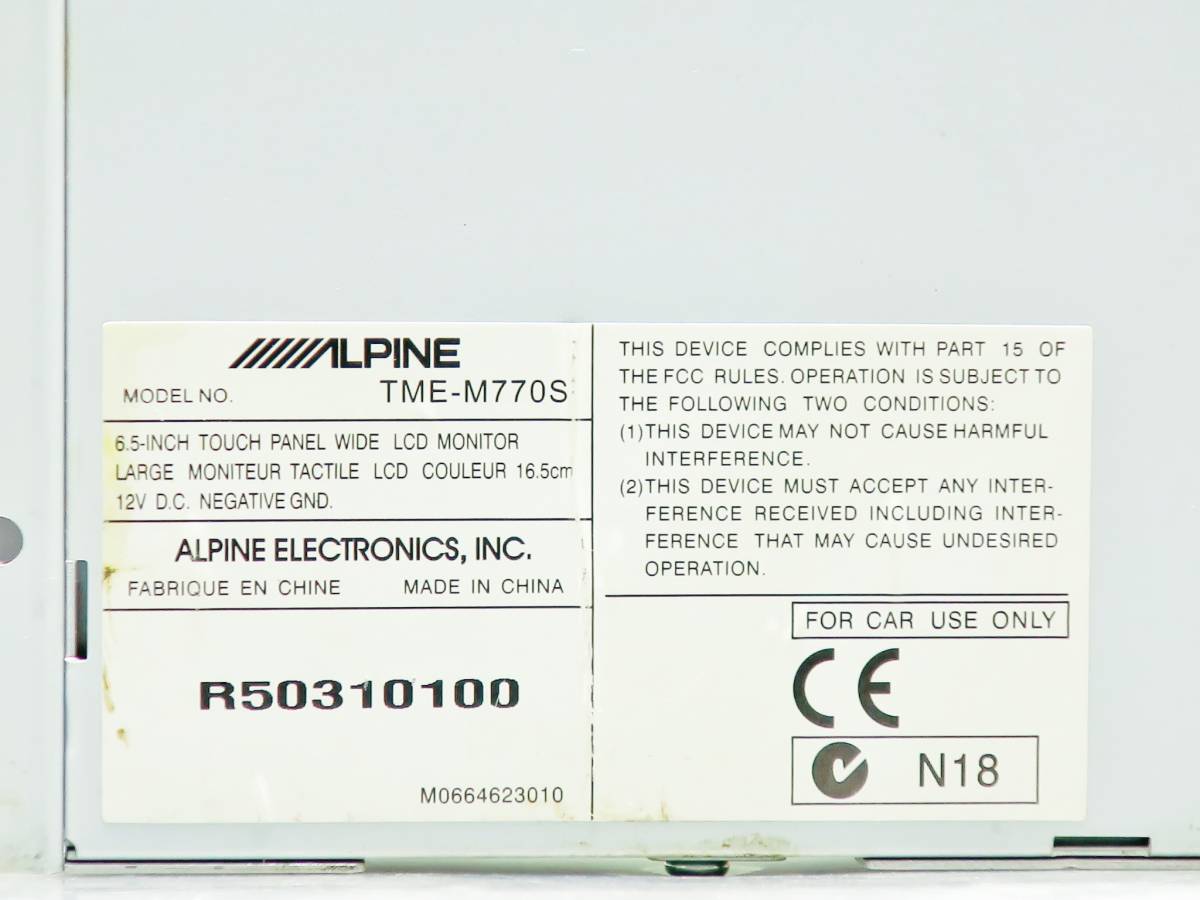 ALPINE
MODEL NO. TME-M770S
6.5-INCH TOUCH PANEL WIDE LCD MONITOR
LARGE MONITEUR TACTILE LCD COULEUR 16.5cm
12V D.C. NEGATIVE GND.
ALPINE ELECTRONICS, INC.
FABRIQUE EN CHINE MADE IN CHINA
R50310100
M0664623010
THIS DEVICE COMPLIES WITH PART 15 OF
THE FCC RULES. OPERATION IS SUBJECT TO
THE FOLLOWING TWO CONDITIONS:
(1)THIS DEVICE MAY NOT CAUSE HARMFUL
INTERFERENCE.
(2)THIS DEVICE MUST ACCEPT ANY INTER-
FERENCE RECEIVED INCLUDING INTER-
FERENCE THAT MAY CAUSE UNDESIRED
OPERATION.
FOR CAR USE ONLY
CE
N18